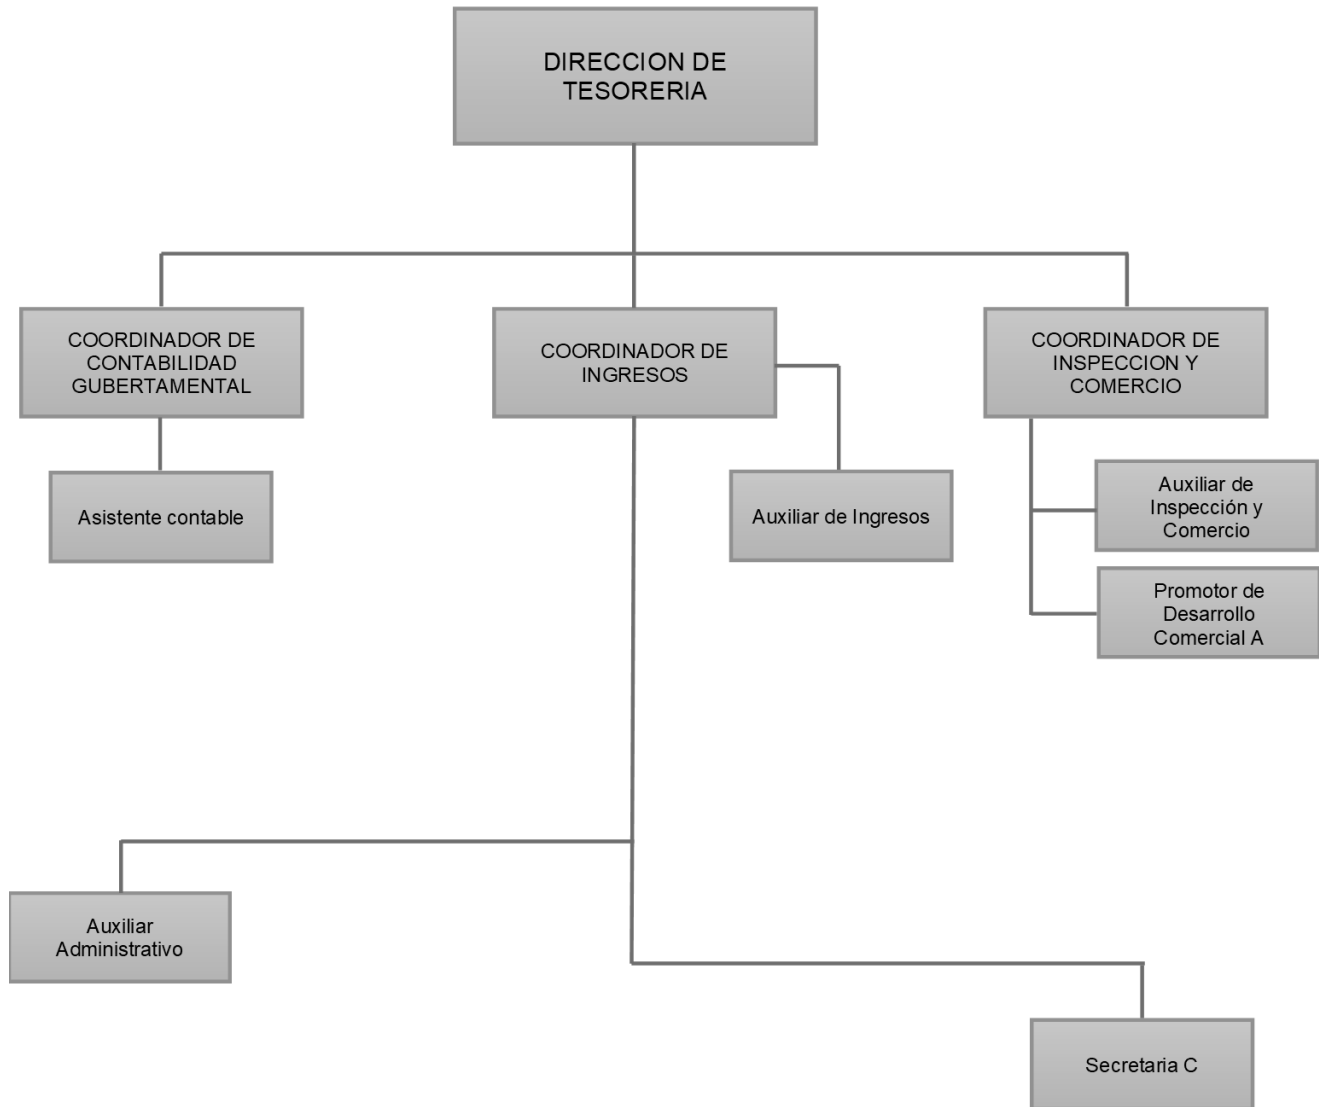 DIRECCION DE
TESORERIA
COORDINADOR DE
CONTABILIDAD
GUBERTAMENTAL
COORDINADOR DE
INGRESOS
COORDINADOR DE
INSPECCION Y
COMERCIO
Asistente contable
Auxiliar de Ingresos
Auxiliar de
Inspección y
Comercio
Promotor de
Desarrollo
Comercial A
Auxiliar
Administrativo
Secretaria C